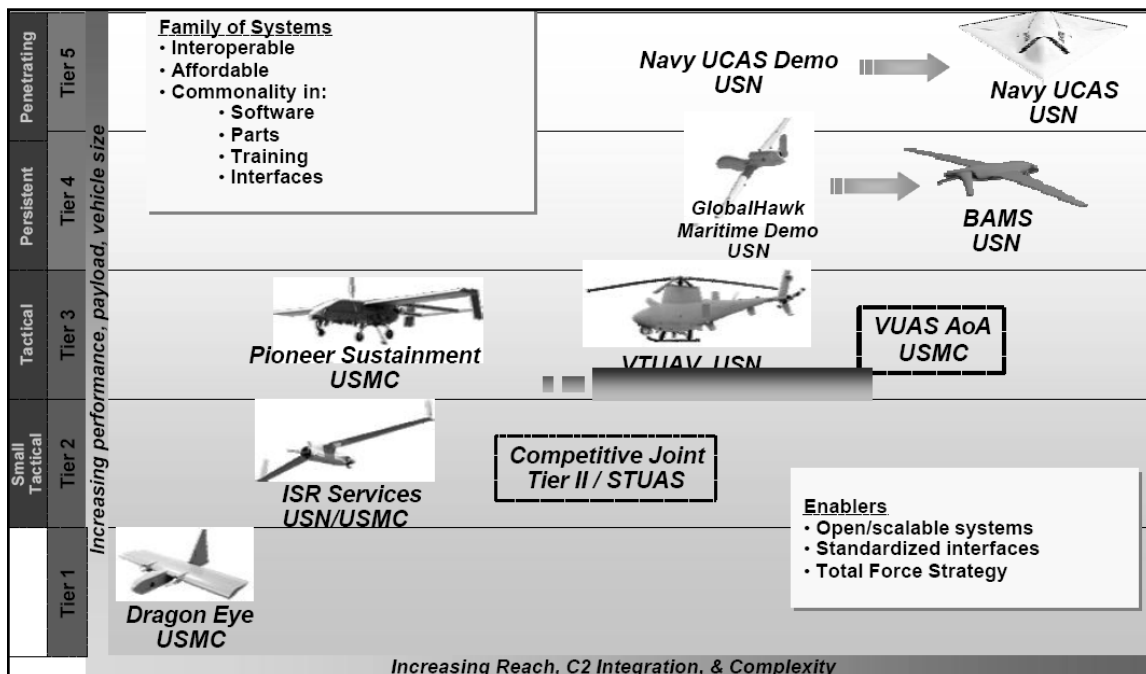 Family of Systems
• Interoperable
• Affordable
• Commonality in:
• Software
• Parts
• Training
• Interfaces
Penetrating
Tier 5
Navy UCAS Demo
USN
Navy UCAS
USN
Persistent
Tier 4
GlobalHawk
Maritime Demo
USN
BAMS
USN
Increasing performance, payload, vehicle size
Tactical
Tier 3
Pioneer Sustainment
USMC
VTUAV USN
VUAS AoA
USMC
Small
Tactical
Tier 2
ISR Services
USN/USMC
Competitive Joint
Tier II / STUAS
Enablers
• Open/scalable systems
• Standardized interfaces
• Total Force Strategy
Tier 1
Dragon Eye
USMC
Increasing Reach, C2 Integration, & Complexity